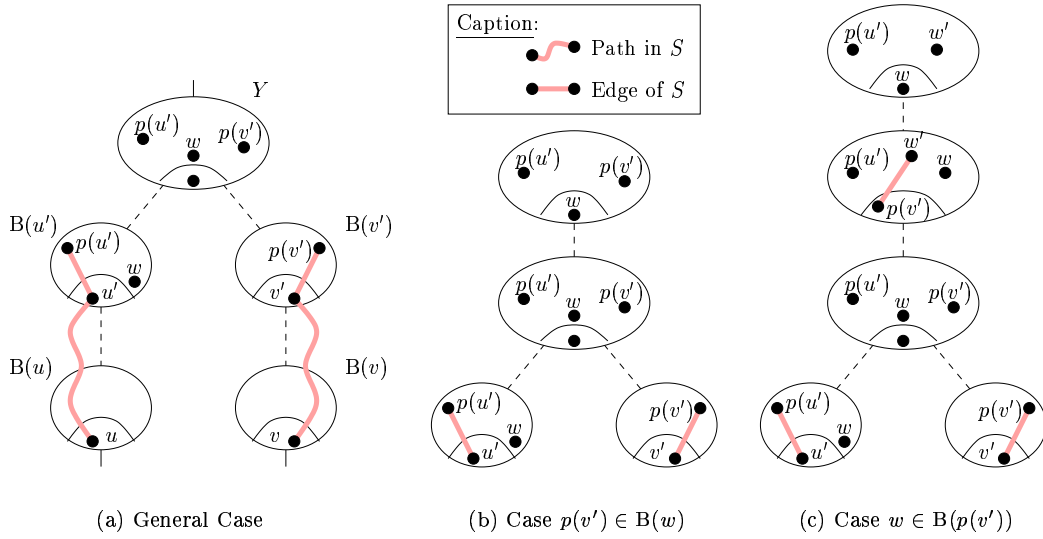 Y
p(u′) w p(v′)
B(u′) B(v′)
p(u′) w p(v′)
u′ v′
B(u) B(v)
u v
(a) General Case
Caption:
Path in S
Edge of S
p(u′) p(v′)
w
p(u′) w p(v′)
p(u′) p(v′)
w
u′ v′
(b) Case p(v′) ∈ B(w)
p(u′) w′
w
p(u′) w′ w
p(v′)
p(u′) w p(v′)
p(u′) p(v′)
w
u′ v′
(c) Case w ∈ B(p(v′))